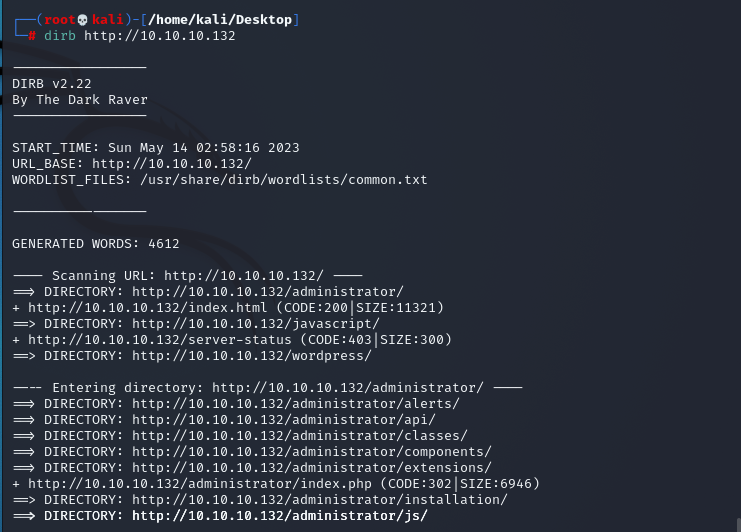 ┌──(root💀kali)-[/home/kali/Desktop]
└─# dirb http://10.10.10.132
-----------------
DIRB v2.22
By The Dark Raver
-----------------
START_TIME: Sun May 14 02:58:16 2023
URL_BASE: http://10.10.10.132/
WORDLIST_FILES: /usr/share/dirb/wordlists/common.txt
-----------------
GENERATED WORDS: 4612
---- Scanning URL: http://10.10.10.132/ ----
==> DIRECTORY: http://10.10.10.132/administrator/
+ http://10.10.10.132/index.html (CODE:200|SIZE:11321)
==> DIRECTORY: http://10.10.10.132/javascript/
+ http://10.10.10.132/server-status (CODE:403|SIZE:300)
==> DIRECTORY: http://10.10.10.132/wordpress/
---- Entering directory: http://10.10.10.132/administrator/ ----
==> DIRECTORY: http://10.10.10.132/administrator/alerts/
==> DIRECTORY: http://10.10.10.132/administrator/api/
==> DIRECTORY: http://10.10.10.132/administrator/classes/
==> DIRECTORY: http://10.10.10.132/administrator/components/
==> DIRECTORY: http://10.10.10.132/administrator/extensions/
+ http://10.10.10.132/administrator/index.php (CODE:302|SIZE:6946)
==> DIRECTORY: http://10.10.10.132/administrator/installation/
==> DIRECTORY: http://10.10.10.132/administrator/js/